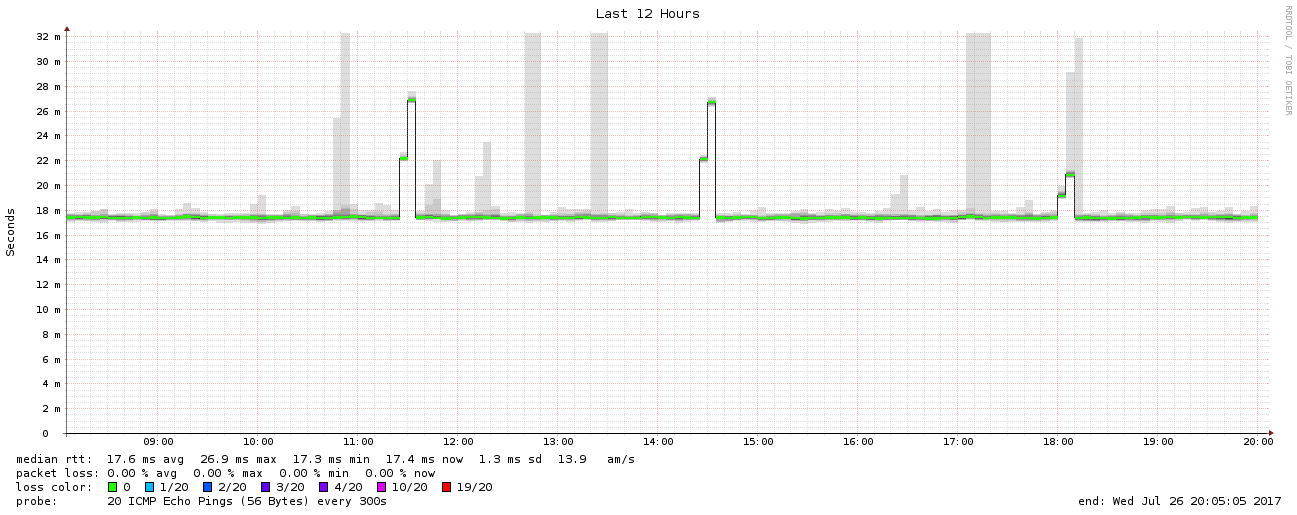 Last 12 Hours
RRDTOOL / TOBI OETIKER
Seconds
32 m
30 m
28 m
26 m
24 m
22 m
20 m
18 m
16 m
14 m
12 m
10 m
8 m
6 m
4 m
2 m
0
09:00 10:00 11:00 12:00 13:00 14:00 15:00 16:00 17:00 18:00 19:00 20:00
median rtt: 17.6 ms avg 26.9 ms max 17.3 ms min 17.4 ms now 1.3 ms sd 13.9 am/s
packet loss: 0.00 % avg 0.00 % max 0.00 % min 0.00 % now
loss color: 0 1/20 2/20 3/20 4/20 10/20 19/20
probe: 20 ICMP Echo Pings (56 Bytes) every 300s end: Wed Jul 26 20:05:05 2017